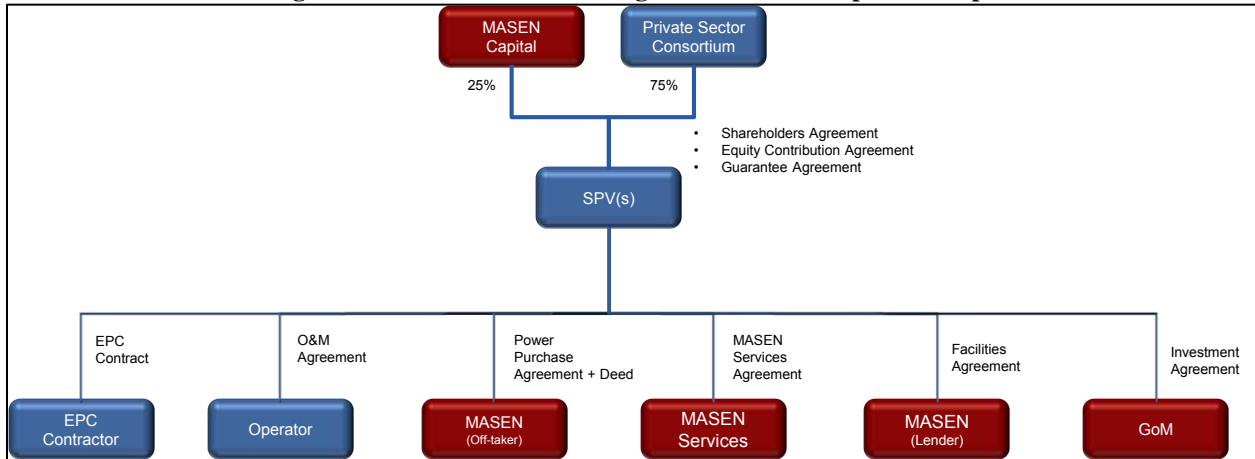 MASEN
Capital
Private Sector
Consortium
25%
75%
• Shareholders Agreement
• Equity Contribution Agreement
• Guarantee Agreement
SPV(s)
EPC
Contract
O&M
Agreement
Power
Purchase
Agreement + Deed
MASEN
Services
Agreement
Facilities
Agreement
Investment
Agreement
EPC
Contractor
Operator
MASEN
(Off-taker)
MASEN
Services
MASEN
(Lender)
GoM